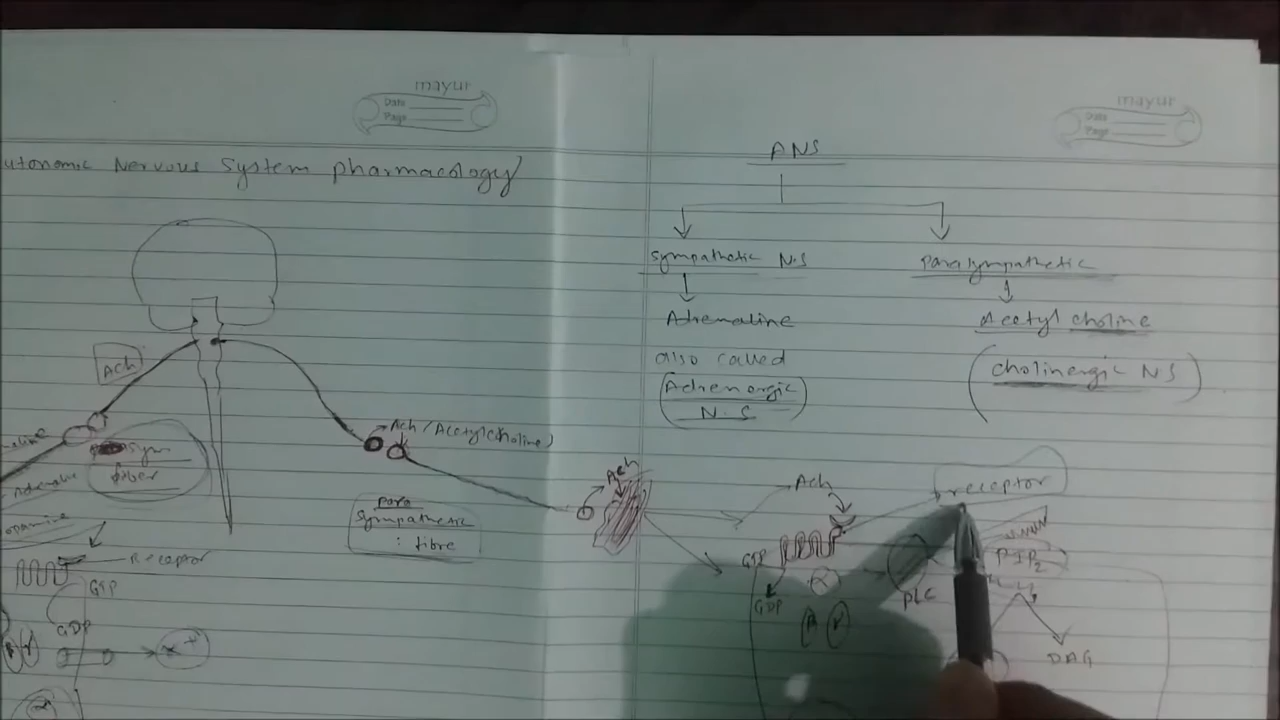 mayur
Date
Page
mayur
Date
Page
utonomic Nervous System pharmacology
ANS
sympathetic N.S
parasympathetic
Adrenaline
Acetyl choline
also called
Adrenergic
N.S
(cholinergic NS)
Ach
Ach (Acetylcholine)
sym
fiber
Adrenaline
para
sympathetic
: fibre
Ach
Ach
receptor
Receptor
GTP
GDP
GTP
GDP
α
β γ
PLC
PIP2
DAG